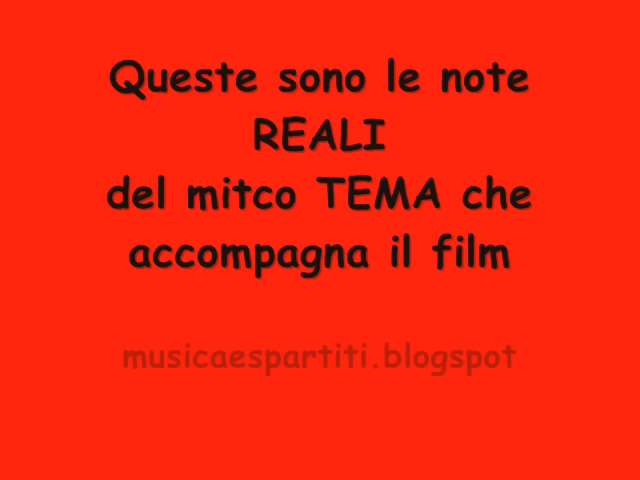 Queste sono le note
REALI
del mitco TEMA che
accompagna il film
musicaespartiti.blogspot